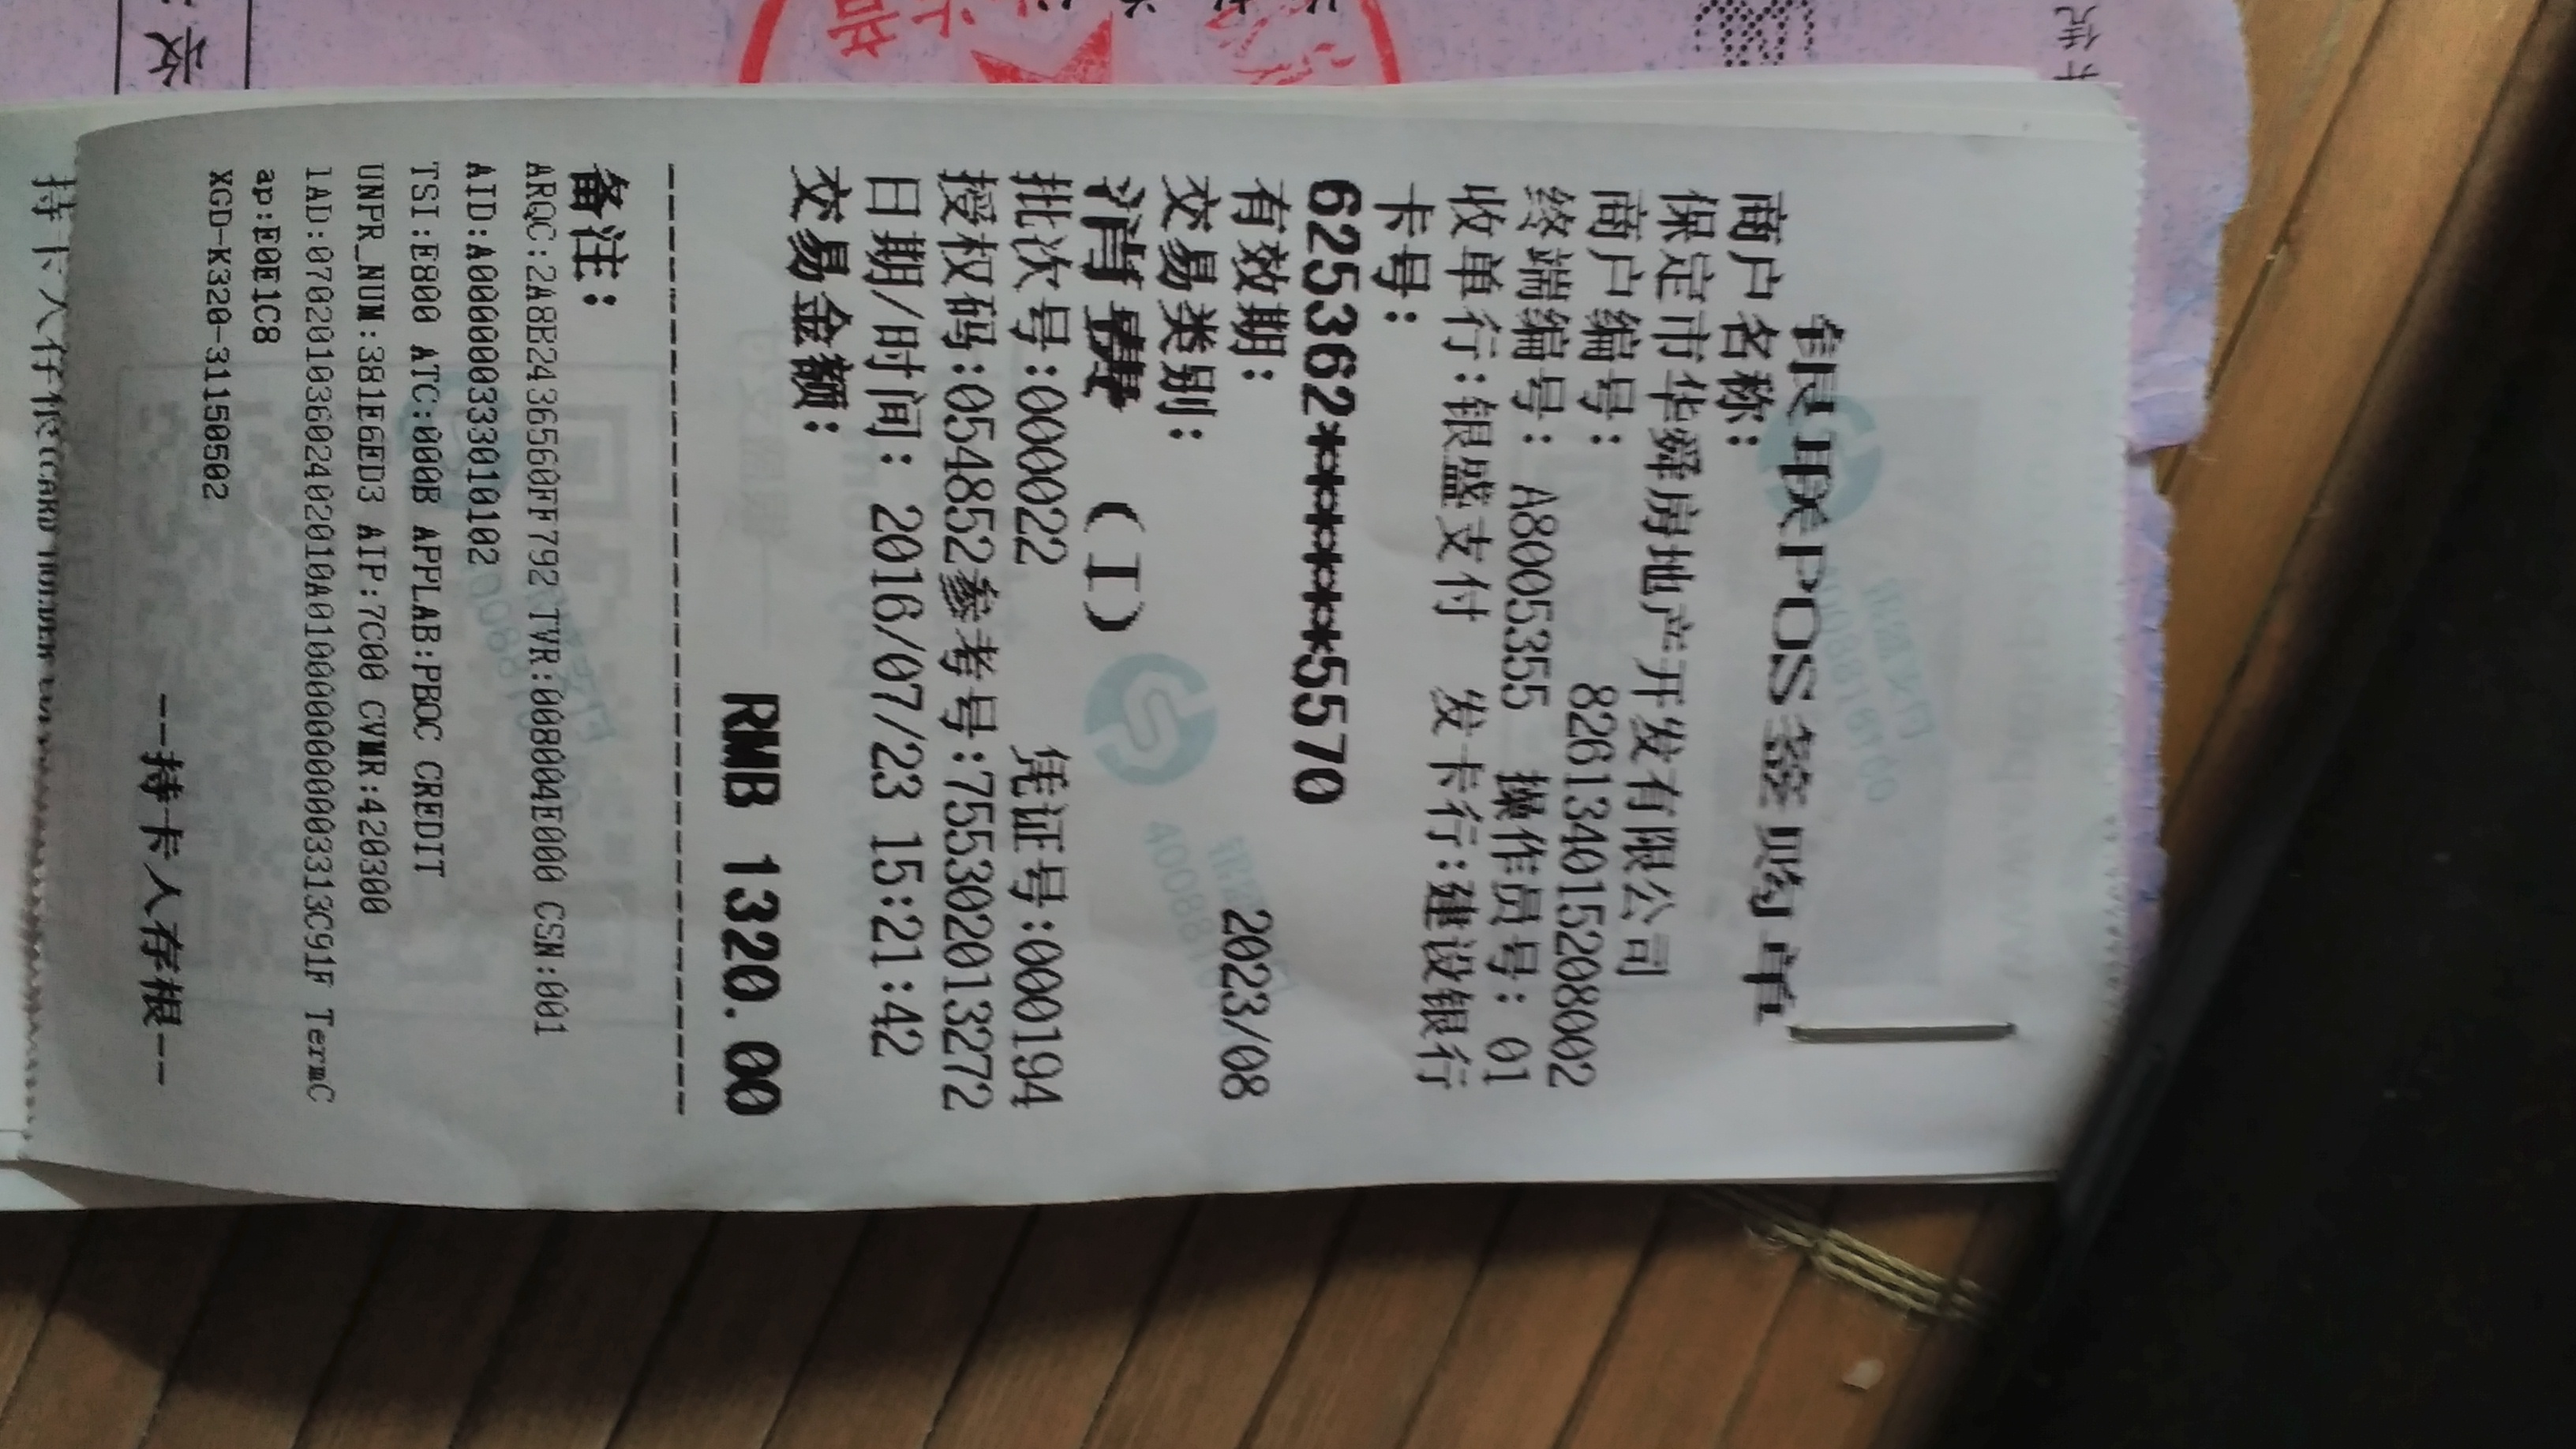 银联POS签购单
商户名称：
保定市华舜房地产开发有限公司
商户编号：
826134015208002
终端编号： A8005355 操作员号： 01
收单行：银盛支付 发卡行：建设银行
卡号：
6253362******5570
有效期： 2023/08
交易类别：
消费 (I)
批次号：000022 凭证号：000194
授权码：054852参考号：755302013272
日期/时间： 2016/07/23 15:21:42
交易金额：
RMB 1320.00
备注：
ARQC:2A8B2436560FF792 TVR:008004E000 CSN:001
AID:A000000333010102
TSI:E800 ATC:000B APPLAB:PBOC CREDIT
UNPR_NUM:381E6ED3 AIP:7C00 CVMR:420300
ap:E0E1C8
XGD-K320-31150502
--持卡人存根---
持卡人存根